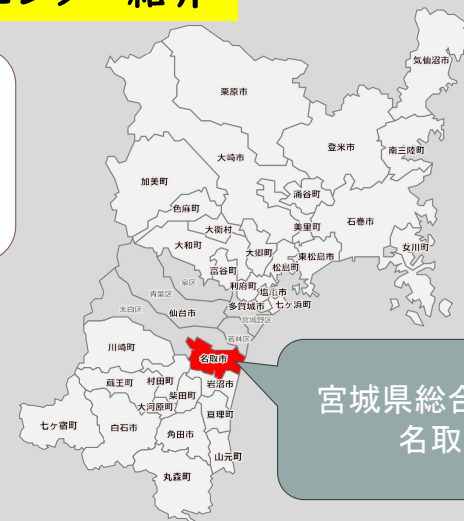 センター紹介
気仙沼市
栗原市
登米市
南三陸町
大崎市
加美町
涌谷町
色麻町
美里町
石巻市
大衡村
大和町
大郷町
東松島市
女川町
松島町
富谷町
利府町
塩竈市
泉区
青葉区
多賀城市
七ヶ浜町
太白区
仙台市
宮城野区
若林区
川崎町
名取市
蔵王町
村田町
岩沼市
柴田町
大河原町
亘理町
七ヶ宿町
白石市
角田市
山元町
丸森町
宮城県総合
名取